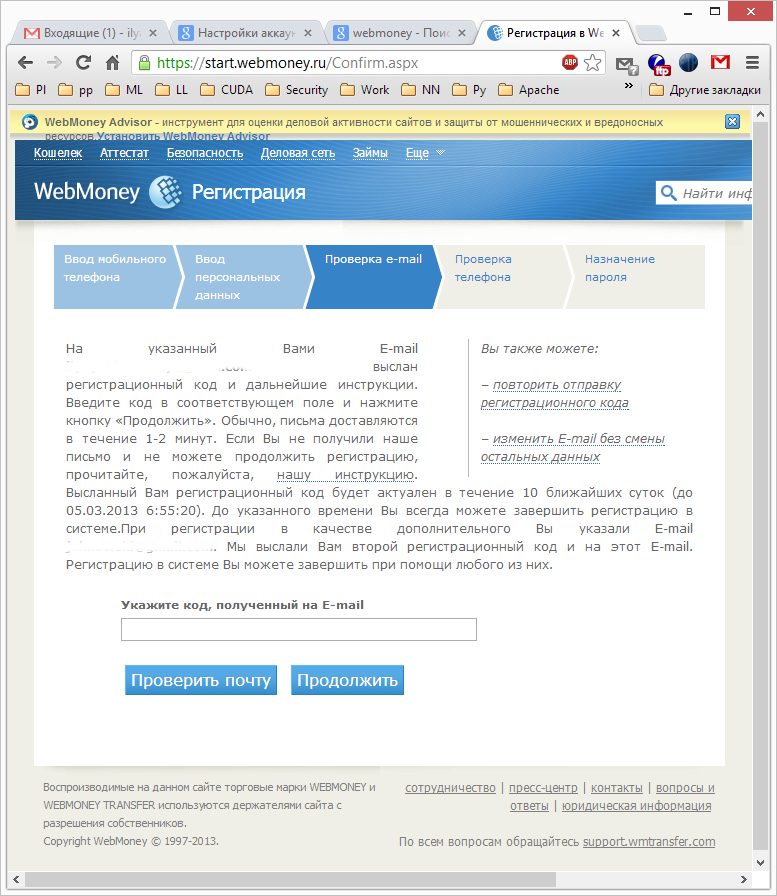 Входящие (1) - ily
Настройки аккаун
webmoney - Поис
Регистрация в We
https://start.webmoney.ru/Confirm.aspx
ABP
?
ftp
PI
pp
ML
LL
CUDA
Security
Work
NN
Py
Apache
»
Другие закладки
WebMoney Advisor - инструмент для оценки деловой активности сайтов и защиты от мошеннических и вредоносных
ресурсов Установить WebMoney Advisor
Кошелек Аттестат Безопасность Деловая сеть Займы Еще
WebMoney Регистрация
Найти инф
Ввод мобильного
телефона
Ввод
персональных
данных
Проверка e-mail
Проверка
телефона
Назначение
пароля
На указанный Вами E-mail
выслан
регистрационный код и дальнейшие инструкции.
Введите код в соответствующем поле и нажмите
кнопку «Продолжить». Обычно, письма доставляются
в течение 1-2 минут. Если Вы не получили наше
письмо и не можете продолжить регистрацию,
прочитайте, пожалуйста, нашу инструкцию.
Высланный Вам регистрационный код будет актуален в течение 10 ближайших суток (до
05.03.2013 6:55:20). До указанного времени Вы всегда можете завершить регистрацию в
системе.При регистрации в качестве дополнительного Вы указали E-mail
. Мы выслали Вам второй регистрационный код и на этот E-mail.
Регистрацию в системе Вы можете завершить при помощи любого из них.
Вы также можете:
– повторить отправку
регистрационного кода
– изменить E-mail без смены
остальных данных
Укажите код, полученный на E-mail
Проверить почту
Продолжить
Воспроизводимые на данном сайте торговые марки WEBMONEY и
WEBMONEY TRANSFER используются держателями сайта с
разрешения собственников.
Copyright WebMoney © 1997-2013.
сотрудничество | пресс-центр | контакты | вопросы и
ответы | юридическая информация
По всем вопросам обращайтесь support.wmtransfer.com